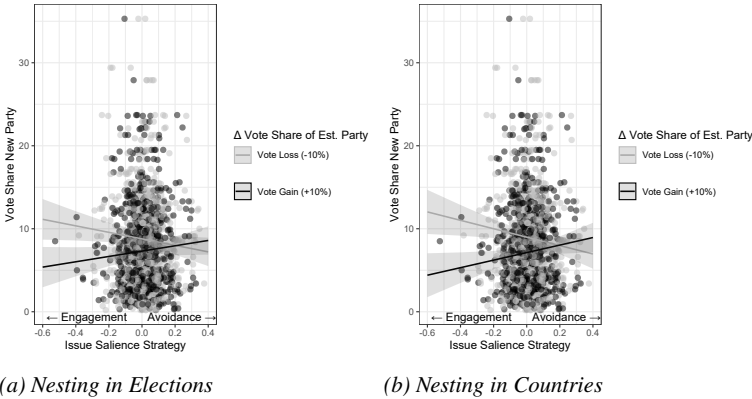 Vote Share New Party
30
20
10
0
-0.6 -0.4 -0.2 0.0 0.2 0.4
← Engagement Avoidance →
Issue Salience Strategy
Δ Vote Share of Est. Party
Vote Loss (-10%)
Vote Gain (+10%)
(a) Nesting in Elections
Vote Share New Party
30
20
10
0
-0.6 -0.4 -0.2 0.0 0.2 0.4
← Engagement Avoidance →
Issue Salience Strategy
Δ Vote Share of Est. Party
Vote Loss (-10%)
Vote Gain (+10%)
(b) Nesting in Countries